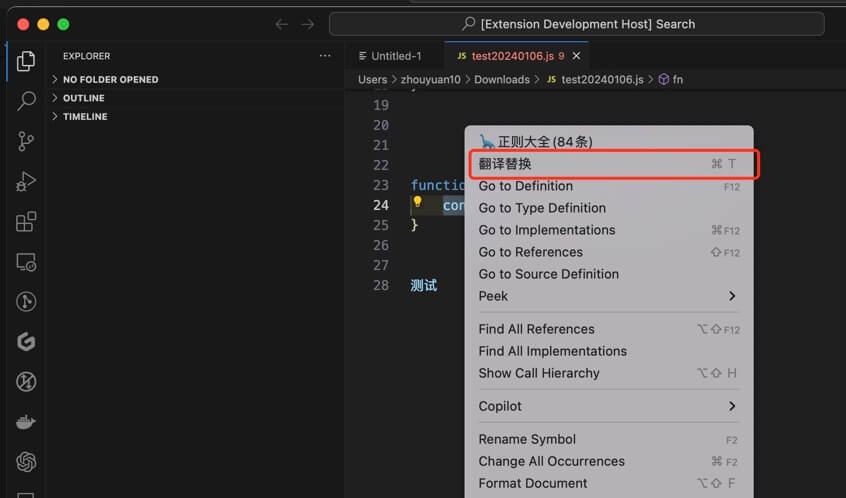 [Extension Development Host] Search
EXPLORER
NO FOLDER OPENED
OUTLINE
TIMELINE
Untitled-1
JS test20240106.js 9
Users > zhouyuan10 > Downloads > JS test20240106.js > fn
19
20
21
22
23 functio
24 con
25 }
26
27
28 测试
正则大全(84条)
翻译替换 ⌘ T
Go to Definition F12
Go to Type Definition
Go to Implementations ⌘F12
Go to References ⇧F12
Go to Source Definition
Peek
Find All References ⌥⇧F12
Find All Implementations
Show Call Hierarchy ⌥⇧ H
Copilot
Rename Symbol F2
Change All Occurrences ⌘ F2
Format Document ⌥⇧ F